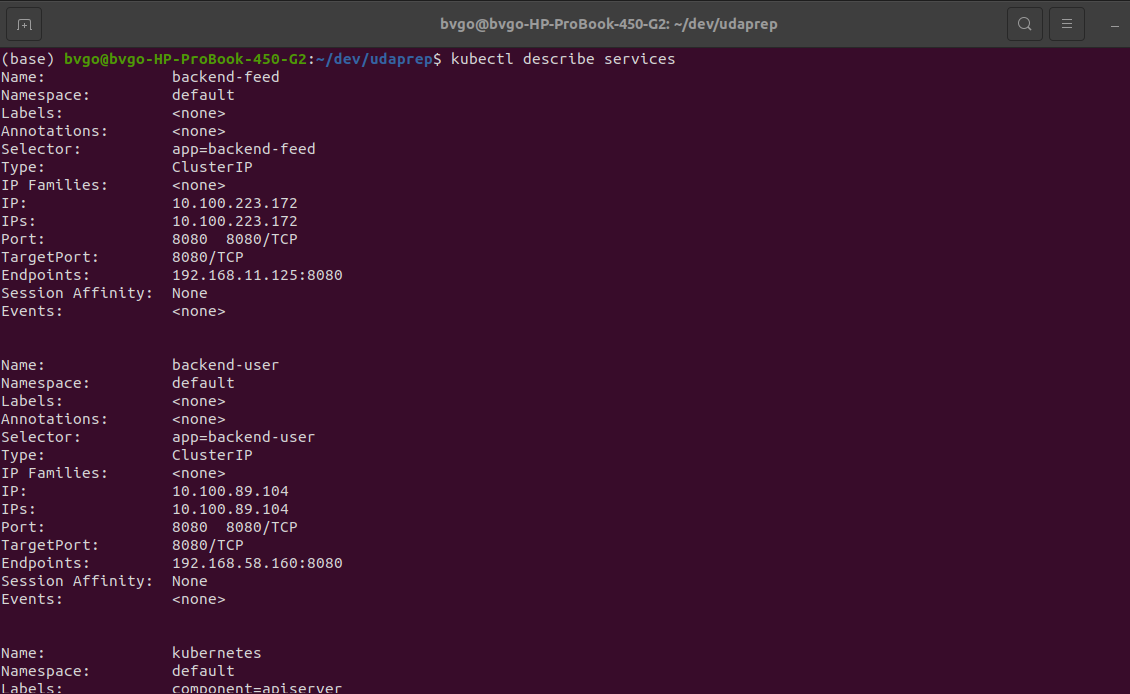 bvgo@bvgo-HP-ProBook-450-G2: ~/dev/udaprep
(base) bvgo@bvgo-HP-ProBook-450-G2:~/dev/udaprep$ kubectl describe services
Name:              backend-feed
Namespace:         default
Labels:            <none>
Annotations:       <none>
Selector:          app=backend-feed
Type:              ClusterIP
IP Families:       <none>
IP:                10.100.223.172
IPs:               10.100.223.172
Port:              8080  8080/TCP
TargetPort:        8080/TCP
Endpoints:         192.168.11.125:8080
Session Affinity:  None
Events:            <none>

Name:              backend-user
Namespace:         default
Labels:            <none>
Annotations:       <none>
Selector:          app=backend-user
Type:              ClusterIP
IP Families:       <none>
IP:                10.100.89.104
IPs:               10.100.89.104
Port:              8080  8080/TCP
TargetPort:        8080/TCP
Endpoints:         192.168.58.160:8080
Session Affinity:  None
Events:            <none>

Name:              kubernetes
Namespace:         default
Labels:            component=apiserver